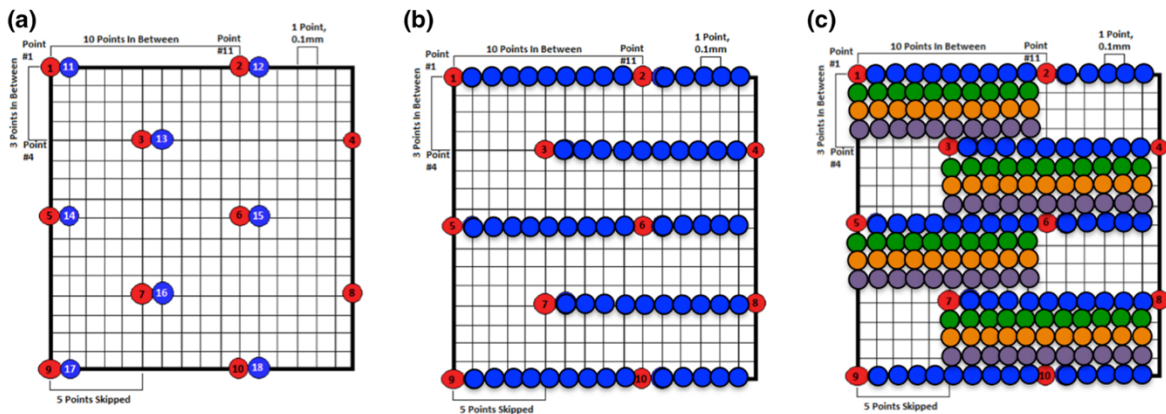 (a)
Point
#1
10 Points In Between
Point
#11
1 Point,
0.1mm
3 Points In Between
Point
#4
1
11
2
12
3
13
4
5
14
6
15
7
16
8
9
17
10
18
5 Points Skipped
(b)
Point
#1
10 Points In Between
Point
#11
1 Point,
0.1mm
3 Points In Between
Point
#4
1
2
3
4
5
6
7
8
9
10
5 Points Skipped
(c)
Point
#1
10 Points In Between
Point
#11
1 Point,
0.1mm
3 Points In Between
Point
#4
1
2
3
4
5
6
7
8
9
10
5 Points Skipped